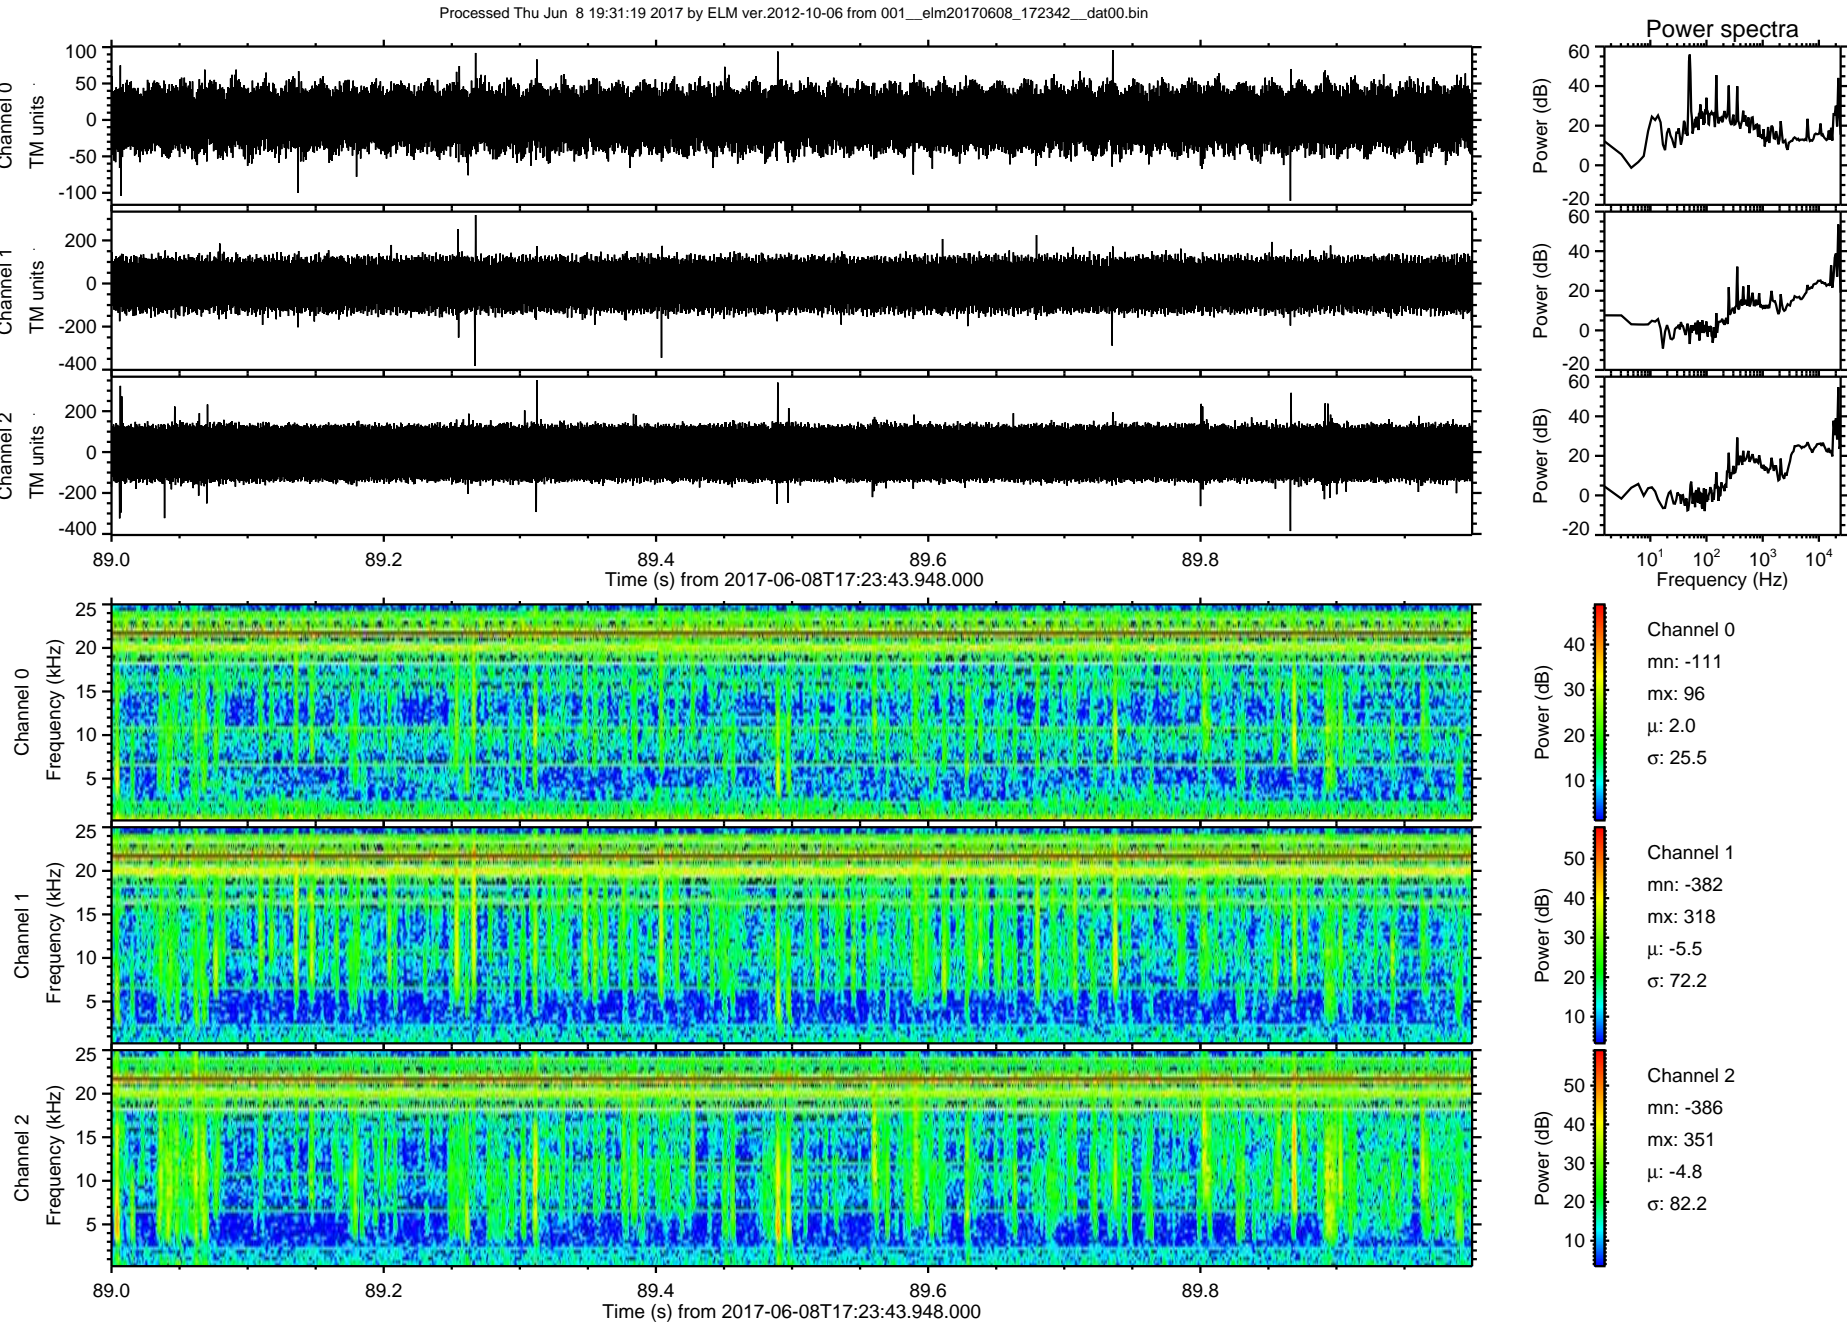 Processed Thu Jun  8 19:31:19 2017 by ELM ver.2012-10-06 from 001__elm20170608_172342__dat00.bin
Power spectra
Channel 0
TM units
100
50
0
-50
-100
Power (dB)
60
40
20
0
-20
Channel 1
TM units
200
0
-200
-400
Power (dB)
60
40
20
0
-20
Channel 2
TM units
200
0
-200
-400
Power (dB)
60
40
20
0
-20
89.0 89.2 89.4 89.6 89.8
Time (s) from 2017-06-08T17:23:43.948.000
10^1 10^2 10^3 10^4
Frequency (Hz)
Channel 0
Frequency (kHz)
25
20
15
10
5
Power (dB)
40
30
20
10
Channel 0
mn: -111
mx: 96
μ: 2.0
σ: 25.5
Channel 1
Frequency (kHz)
25
20
15
10
5
Power (dB)
50
40
30
20
10
Channel 1
mn: -382
mx: 318
μ: -5.5
σ: 72.2
Channel 2
Frequency (kHz)
25
20
15
10
5
Power (dB)
50
40
30
20
10
Channel 2
mn: -386
mx: 351
μ: -4.8
σ: 82.2
89.0 89.2 89.4 89.6 89.8
Time (s) from 2017-06-08T17:23:43.948.000